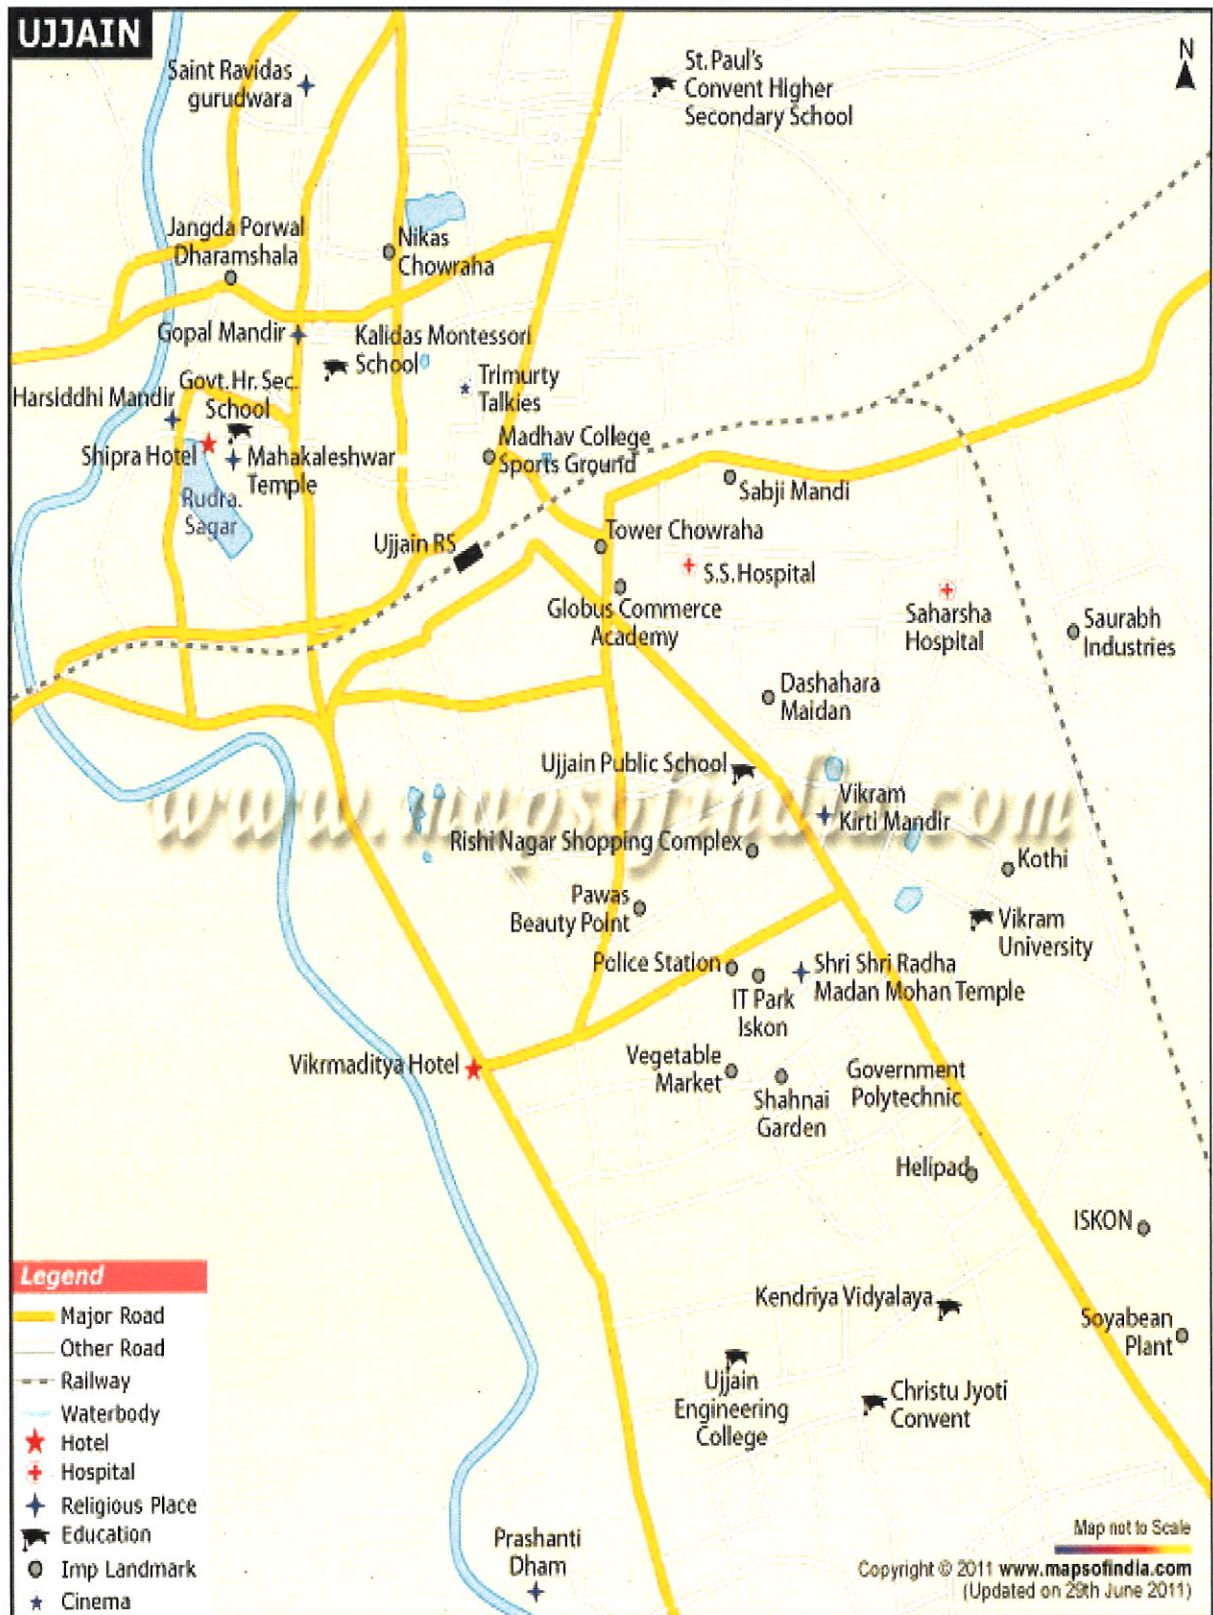 UJJAIN
N
Saint Ravidas
gurudwara
St. Paul's
Convent Higher
Secondary School
Jangda Porwal
Dharamshala
Nikas
Chowraha
Gopal Mandir
Kalidas Montessori
School
Govt. Hr. Sec.
School
Harsiddhi Mandir
Trimurty
Talkies
Shipra Hotel
Mahakaleshwar
Temple
Madhav College
Sports Ground
Rudra.
Sagar
Sabji Mandi
Ujjain RS
Tower Chowraha
S.S. Hospital
Globus Commerce
Academy
Saharsha
Hospital
Saurabh
Industries
Dashahara
Maidan
Ujjain Public School
www.mapsofindia.com
Vikram
Kirti Mandir
Rishi Nagar Shopping Complex
Kothi
Pawas
Beauty Point
Vikram
University
Police Station
IT Park
Iskon
Shri Shri Radha
Madan Mohan Temple
Vikrmaditya Hotel
Vegetable
Market
Shahnai
Garden
Government
Polytechnic
Helipad
ISKON
Kendriya Vidyalaya
Soyabean
Plant
Ujjain
Engineering
College
Christu Jyoti
Convent
Prashanti
Dham
Legend
Major Road
Other Road
Railway
Waterbody
Hotel
Hospital
Religious Place
Education
Imp Landmark
Cinema
Map not to Scale
Copyright © 2011 www.mapsofindia.com
(Updated on 29th June 2011)